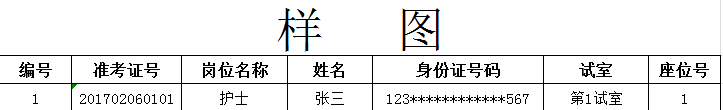 样 图
编号 准考证号 岗位名称 姓名 身份证号码 试室 座位号
1 201702060101 护士 张三 123************567 第1试室 1